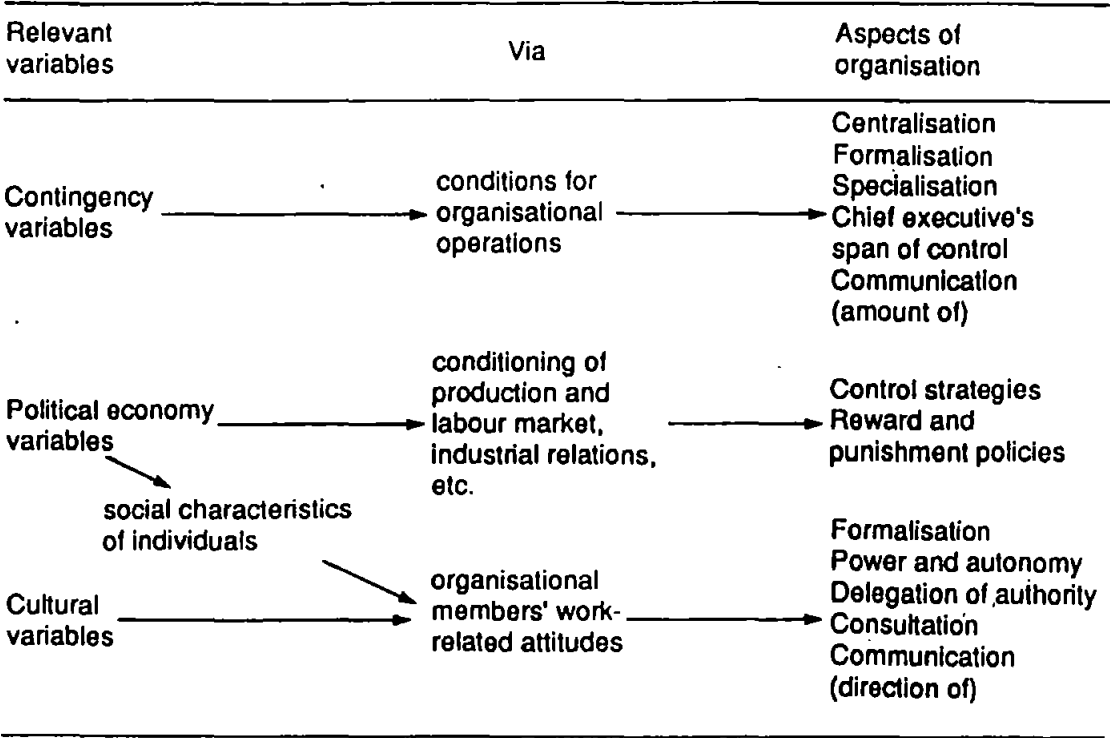 Relevant
variables
Via
Aspects of
organisation
Contingency
variables
conditions for
organisational
operations
Centralisation
Formalisation
Specialisation
Chief executive's
span of control
Communication
(amount of)
Political economy
variables
conditioning of
production and
labour market,
industrial relations,
etc.
Control strategies
Reward and
punishment policies
social characteristics
of individuals
Cultural
variables
organisational
members' work-
related attitudes
Formalisation
Power and autonomy
Delegation of authority
Consultation
Communication
(direction of)